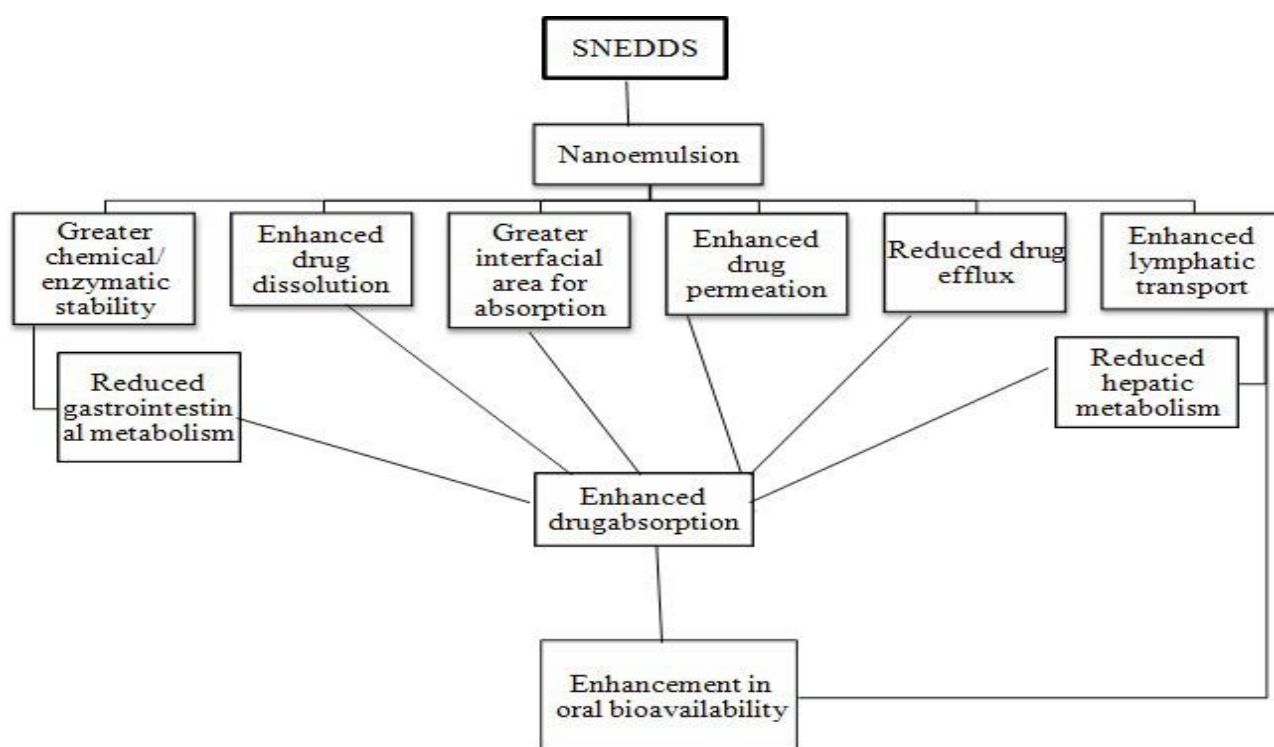 SNEDDS
Nanoemulsion
Greater
chemical/
enzymatic
stability
Enhanced
drug
dissolution
Greater
interfacial
area for
absorption
Enhanced
drug
permeation
Reduced drug
efflux
Enhanced
lymphatic
transport
Reduced
gastrointestin
al metabolism
Reduced
hepatic
metabolism
Enhanced
drugabsorption
Enhancement in
oral bioavailability